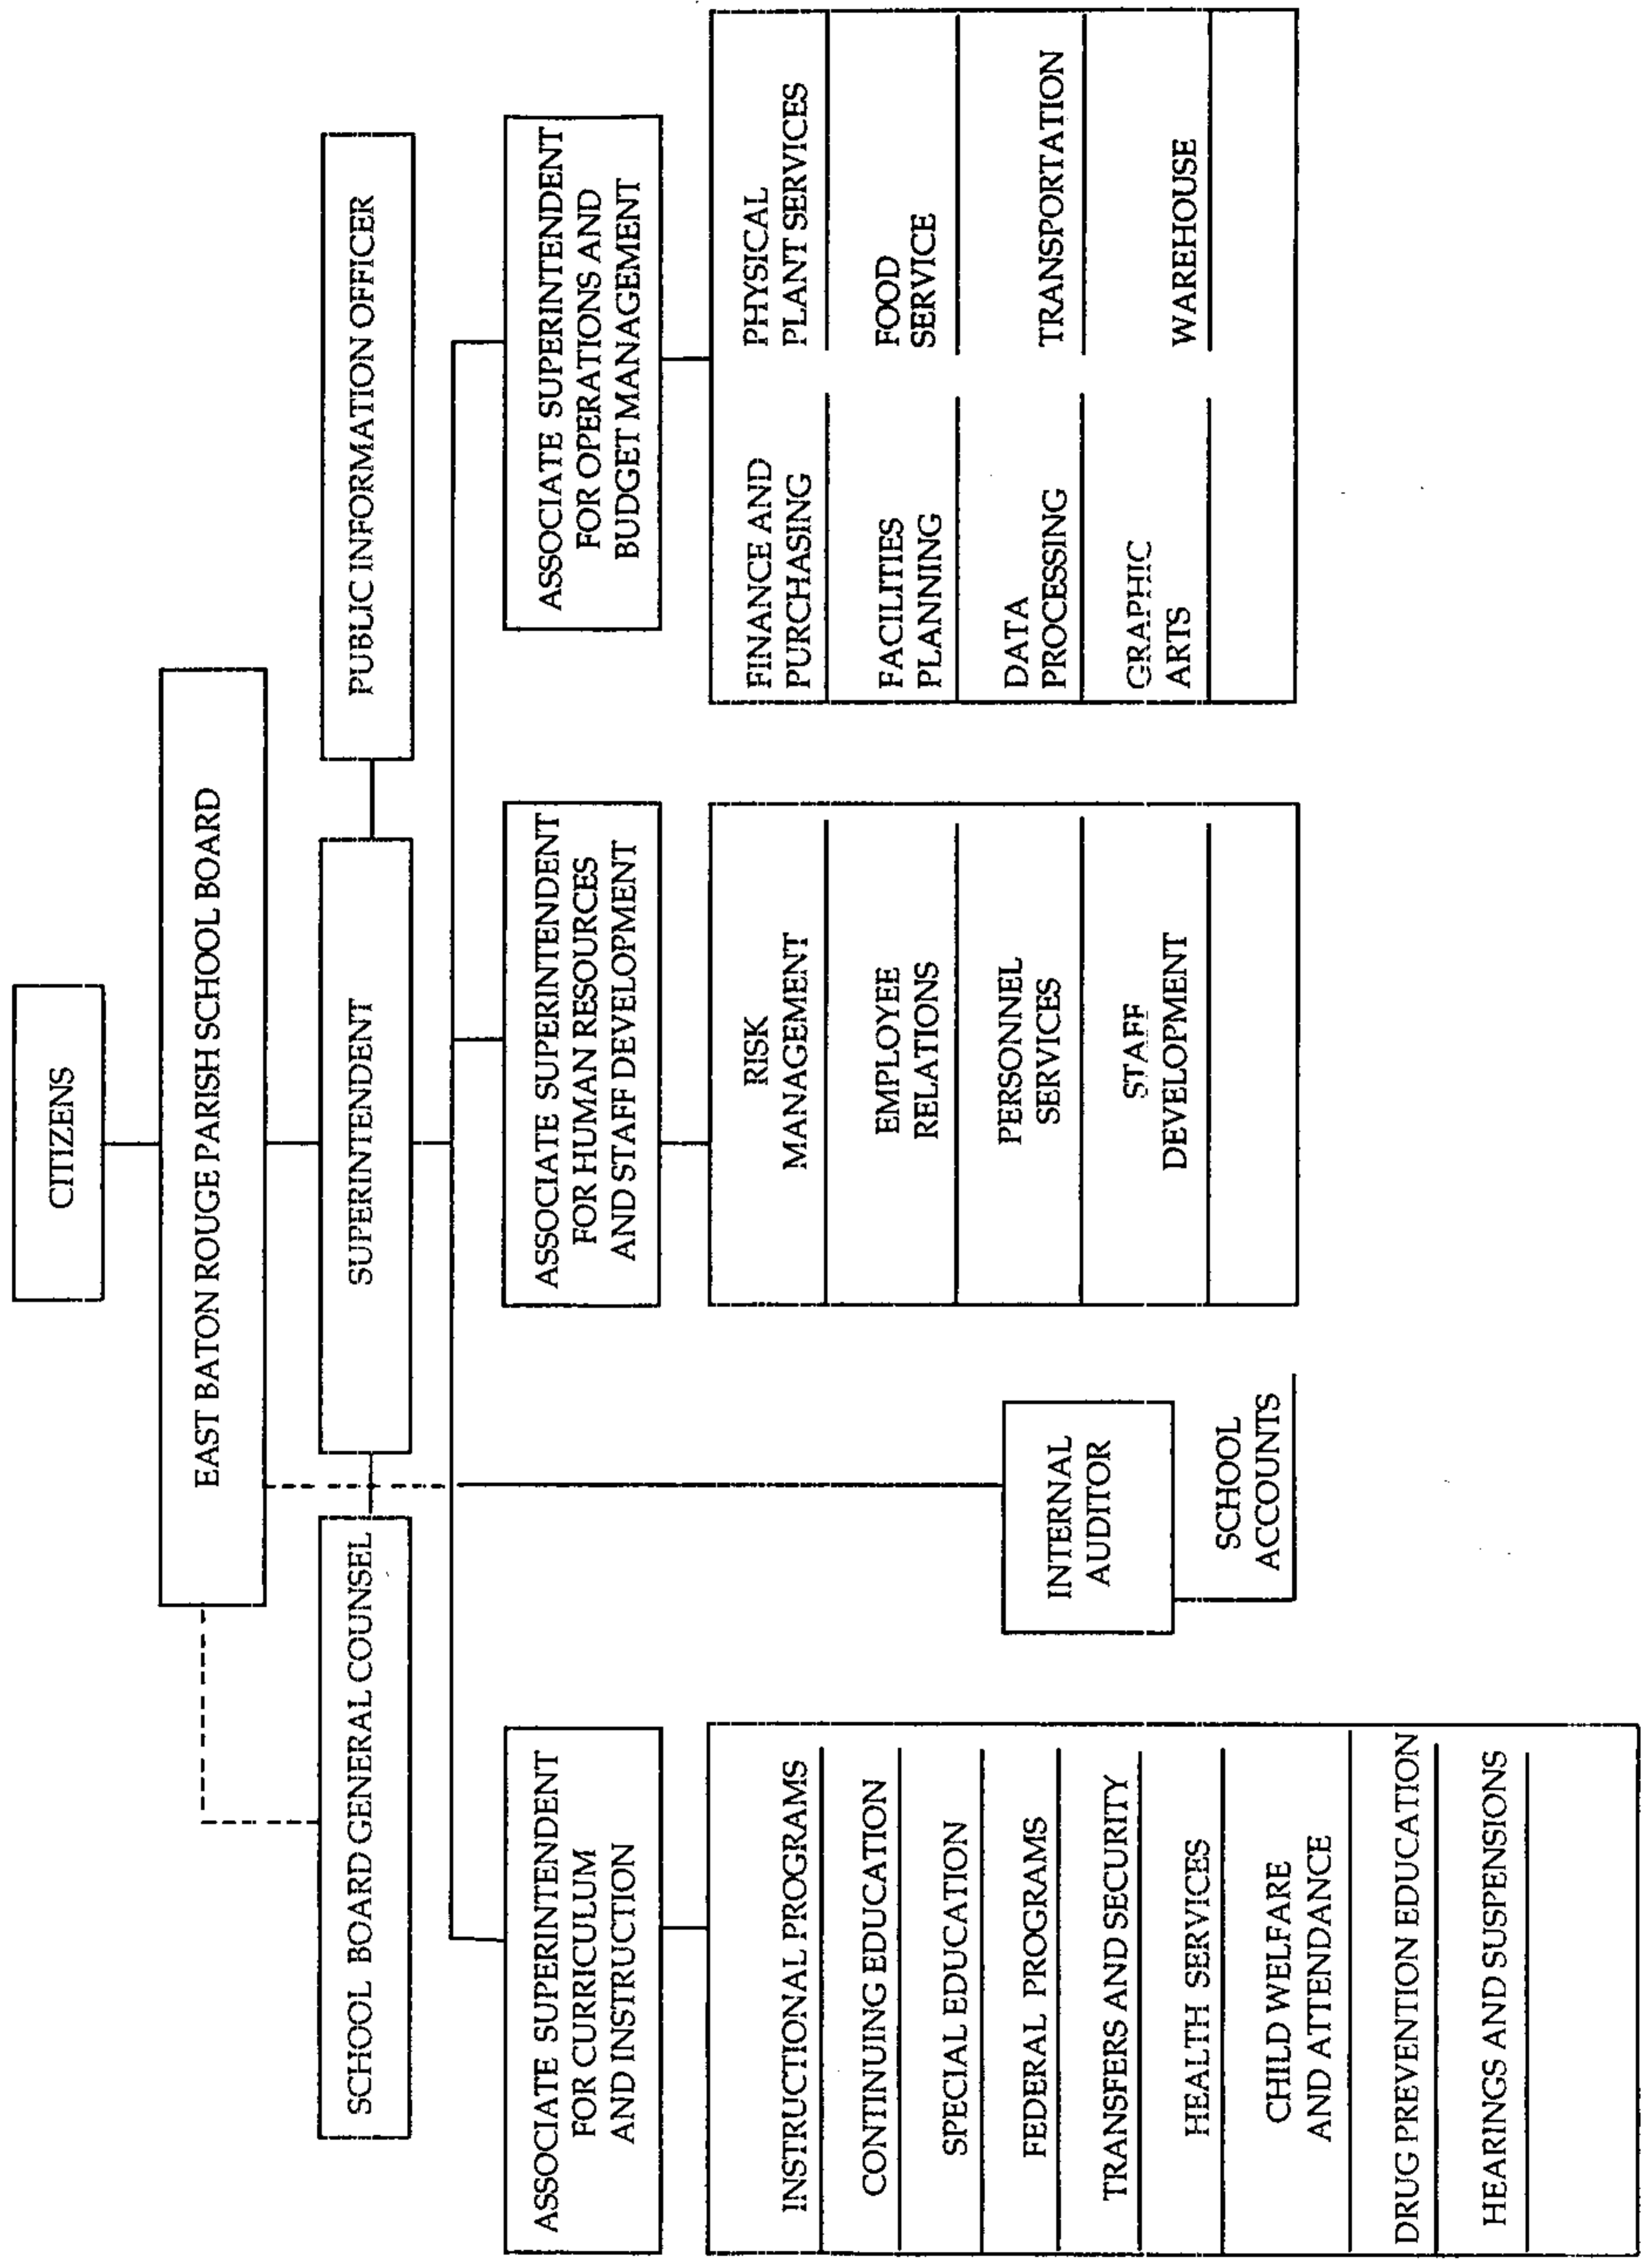 CITIZENS
EAST BATON ROUGE PARISH SCHOOL BOARD
SCHOOL BOARD GENERAL COUNSEL
SUPERINTENDENT
PUBLIC INFORMATION OFFICER
ASSOCIATE SUPERINTENDENT
FOR CURRICULUM
AND INSTRUCTION
INSTRUCTIONAL PROGRAMS
CONTINUING EDUCATION
SPECIAL EDUCATION
FEDERAL PROGRAMS
TRANSFERS AND SECURITY
HEALTH SERVICES
CHILD WELFARE
AND ATTENDANCE
DRUG PREVENTION EDUCATION
HEARINGS AND SUSPENSIONS
INTERNAL
AUDITOR
SCHOOL
ACCOUNTS
ASSOCIATE SUPERINTENDENT
FOR HUMAN RESOURCES
AND STAFF DEVELOPMENT
RISK
MANAGEMENT
EMPLOYEE
RELATIONS
PERSONNEL
SERVICES
STAFF
DEVELOPMENT
ASSOCIATE SUPERINTENDENT
FOR OPERATIONS AND
BUDGET MANAGEMENT
FINANCE AND
PURCHASING
FACILITIES
PLANNING
DATA
PROCESSING
GRAPHIC
ARTS
PHYSICAL
PLANT SERVICES
FOOD
SERVICE
TRANSPORTATION
WAREHOUSE